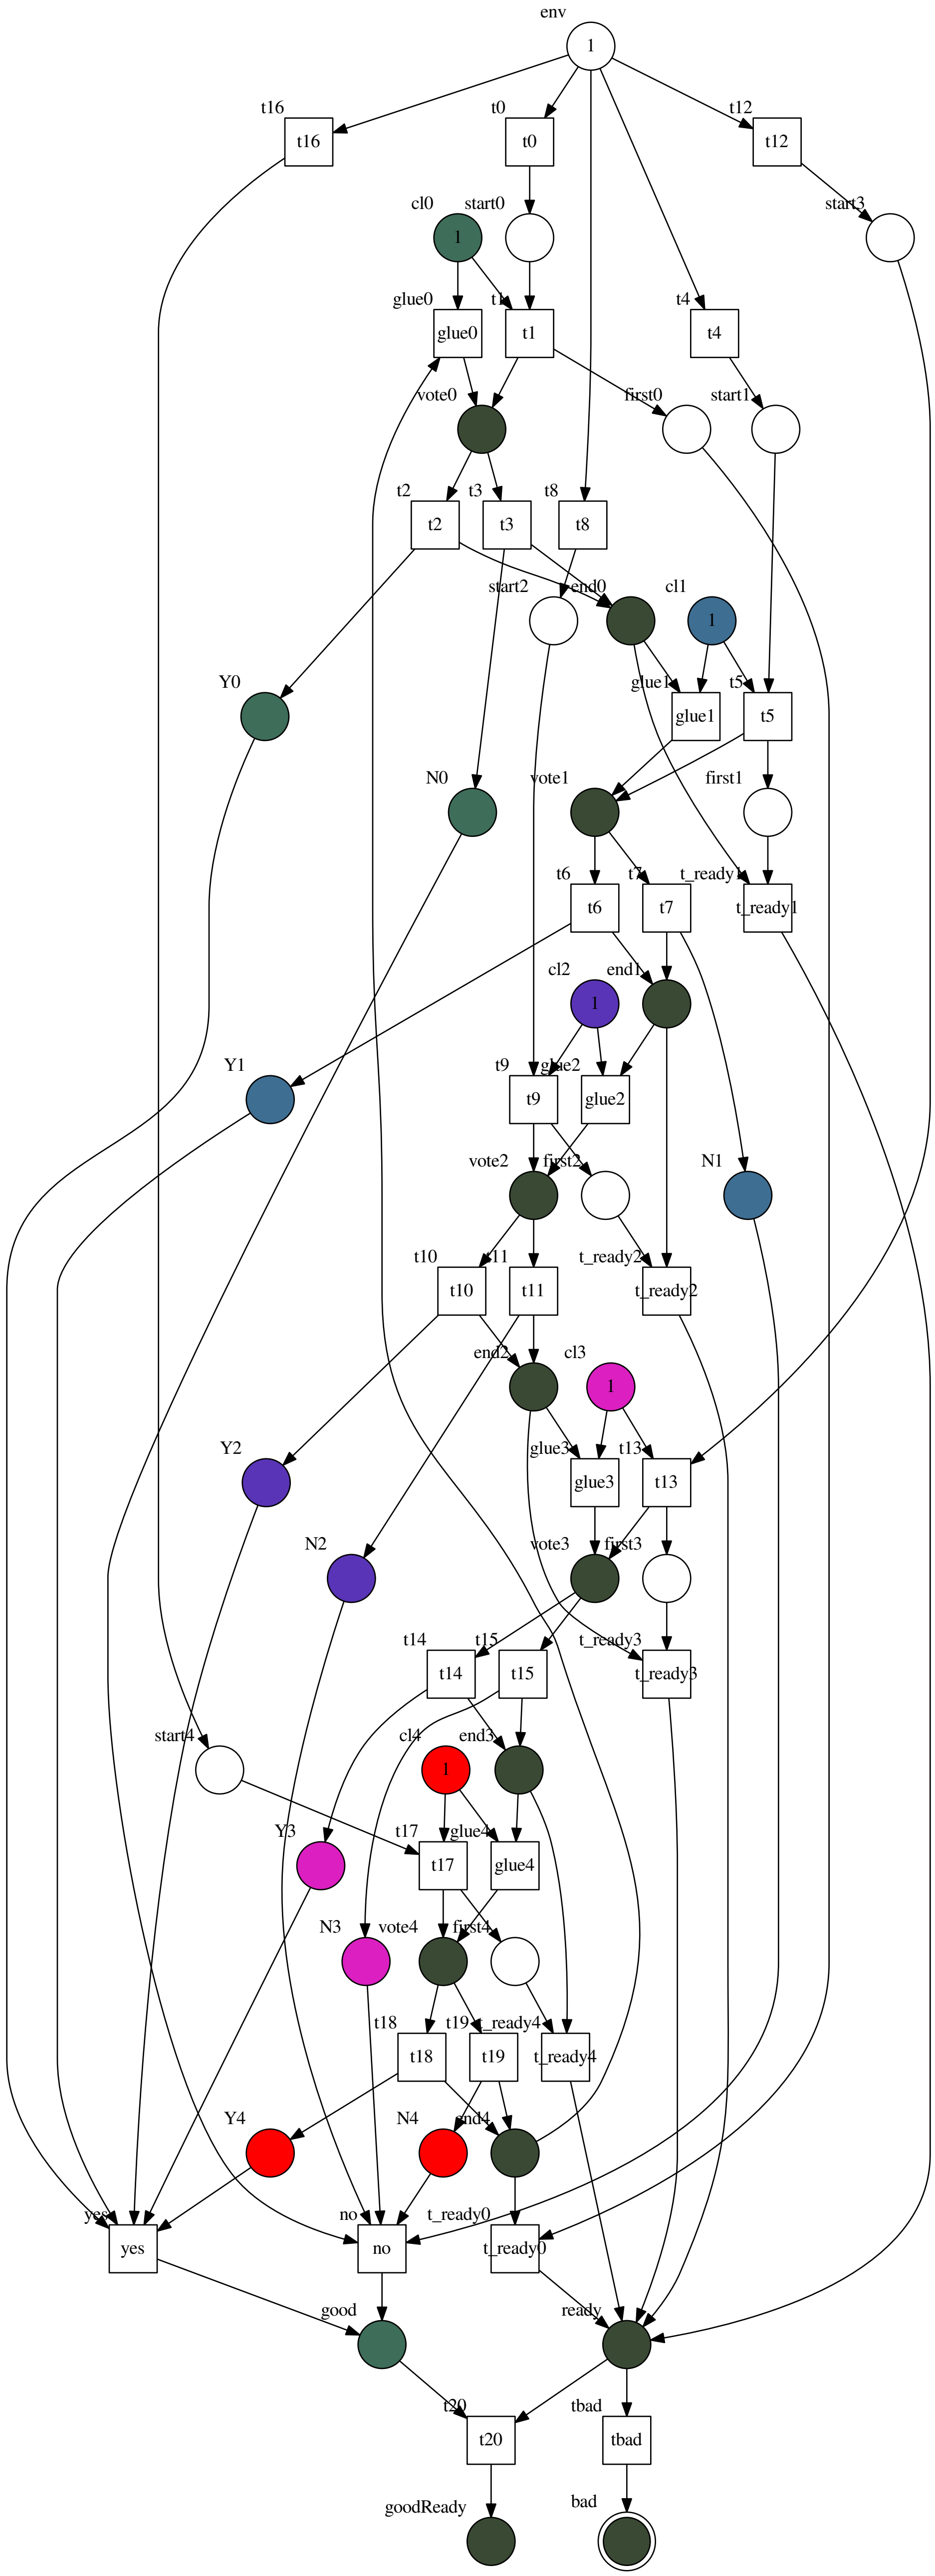 env
1
t16
t0
t12
t16
t0
t12
cl0
start0
start3
1
glue0
t1
t4
glue0
t1
t4
vote0
first0
start1
t2
t3
t8
t2
t3
t8
start2
end0
cl1
1
Y0
glue1
t5
glue1
t5
N0
vote1
first1
t6
t7
t_ready1
t6
t7
t_ready1
cl2
end1
1
Y1
t9
glue2
t9
glue2
vote2
first2
N1
t10
t11
t_ready2
t10
t11
t_ready2
end2
cl3
1
Y2
glue3
t13
glue3
t13
N2
vote3
first3
t14
t15
t_ready3
t14
t15
t_ready3
start4
cl4
end3
1
Y3
t17
glue4
t17
glue4
N3
vote4
first4
t18
t19
t_ready4
t18
t19
t_ready4
Y4
N4
end4
yes
no
t_ready0
yes
no
t_ready0
good
ready
t20
tbad
t20
tbad
goodReady
bad